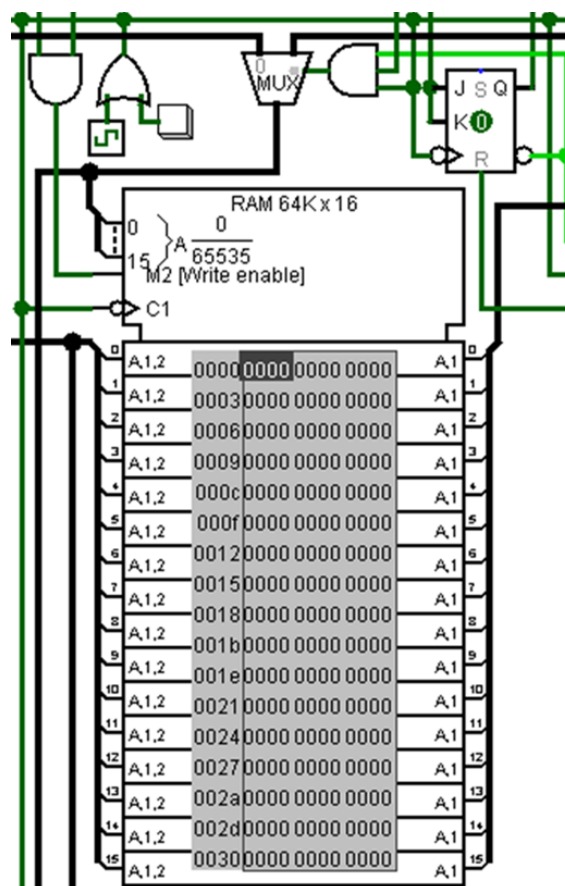 0
MUX
J S Q
K 0
R
RAM 64K x 16
0
15
A 0
65535
M2 [Write enable]
C1
0 A,1,2 0000 0000 0000 0000 A,1 0
1 A,1,2 0003 0000 0000 0000 A,1 1
2 A,1,2 0006 0000 0000 0000 A,1 2
3 A,1,2 0009 0000 0000 0000 A,1 3
4 A,1,2 000c 0000 0000 0000 A,1 4
5 A,1,2 000f 0000 0000 0000 A,1 5
6 A,1,2 0012 0000 0000 0000 A,1 6
7 A,1,2 0015 0000 0000 0000 A,1 7
8 A,1,2 0018 0000 0000 0000 A,1 8
9 A,1,2 001b 0000 0000 0000 A,1 9
10 A,1,2 001e 0000 0000 0000 A,1 10
11 A,1,2 0021 0000 0000 0000 A,1 11
12 A,1,2 0024 0000 0000 0000 A,1 12
13 A,1,2 0027 0000 0000 0000 A,1 13
14 A,1,2 002a 0000 0000 0000 A,1 14
15 A,1,2 002d 0000 0000 0000 A,1 15
A,1,2 0030 0000 0000 0000 A,1